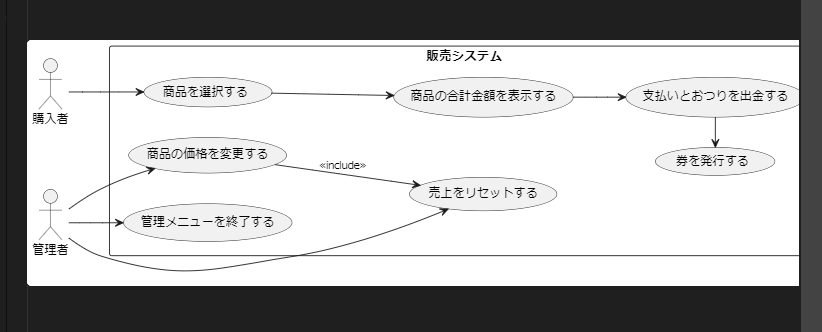 販売システム
購入者
商品を選択する
商品の合計金額を表示する
支払いとおつりを出金する
券を発行する
商品の価格を変更する
«include»
売上をリセットする
管理メニューを終了する
管理者